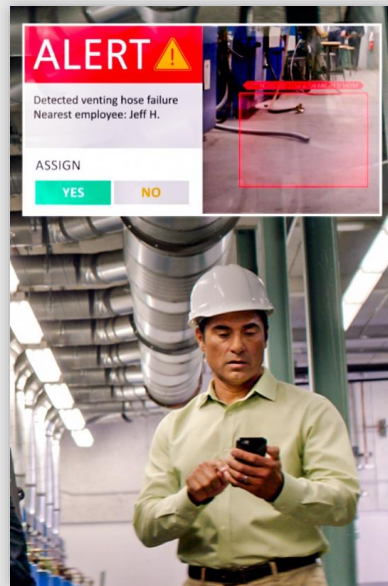 ALERT
Detected venting hose failure
Nearest employee: Jeff H.
ASSIGN
YES
NO